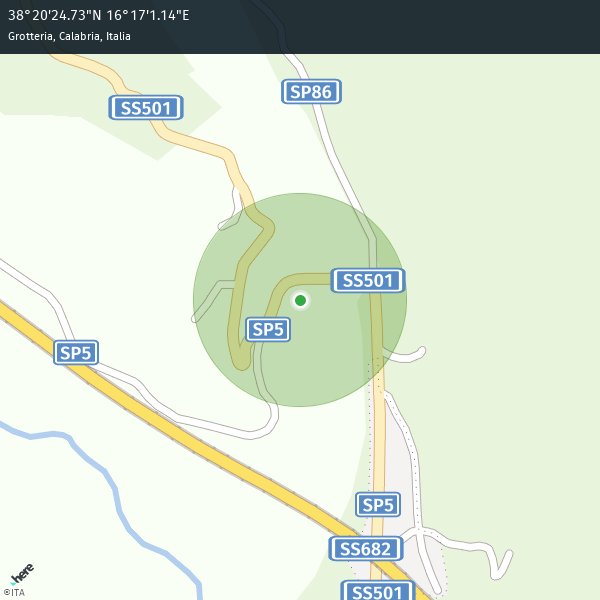 38°20'24.73"N 16°17'1.14"E
Grotteria, Calabria, Italia
SP86
SS501
SS501
SP5
SP5
SP5
SS682
SS501
here
©ITA